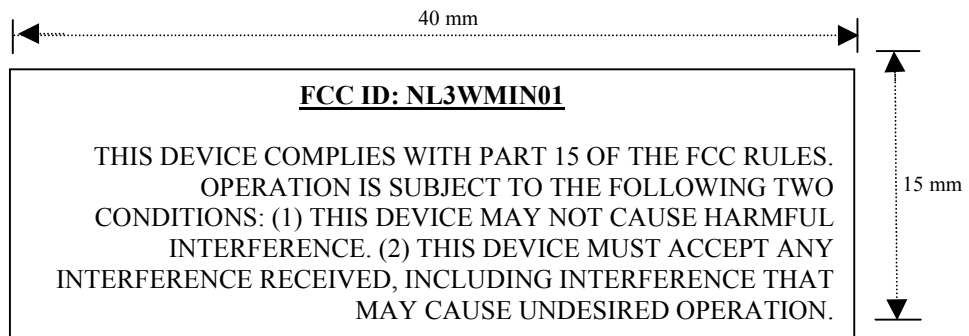 40 mm
FCC ID: NL3WMIN01
THIS DEVICE COMPLIES WITH PART 15 OF THE FCC RULES.
OPERATION IS SUBJECT TO THE FOLLOWING TWO
CONDITIONS: (1) THIS DEVICE MAY NOT CAUSE HARMFUL
INTERFERENCE. (2) THIS DEVICE MUST ACCEPT ANY
INTERFERENCE RECEIVED, INCLUDING INTERFERENCE THAT
MAY CAUSE UNDESIRED OPERATION.
15 mm